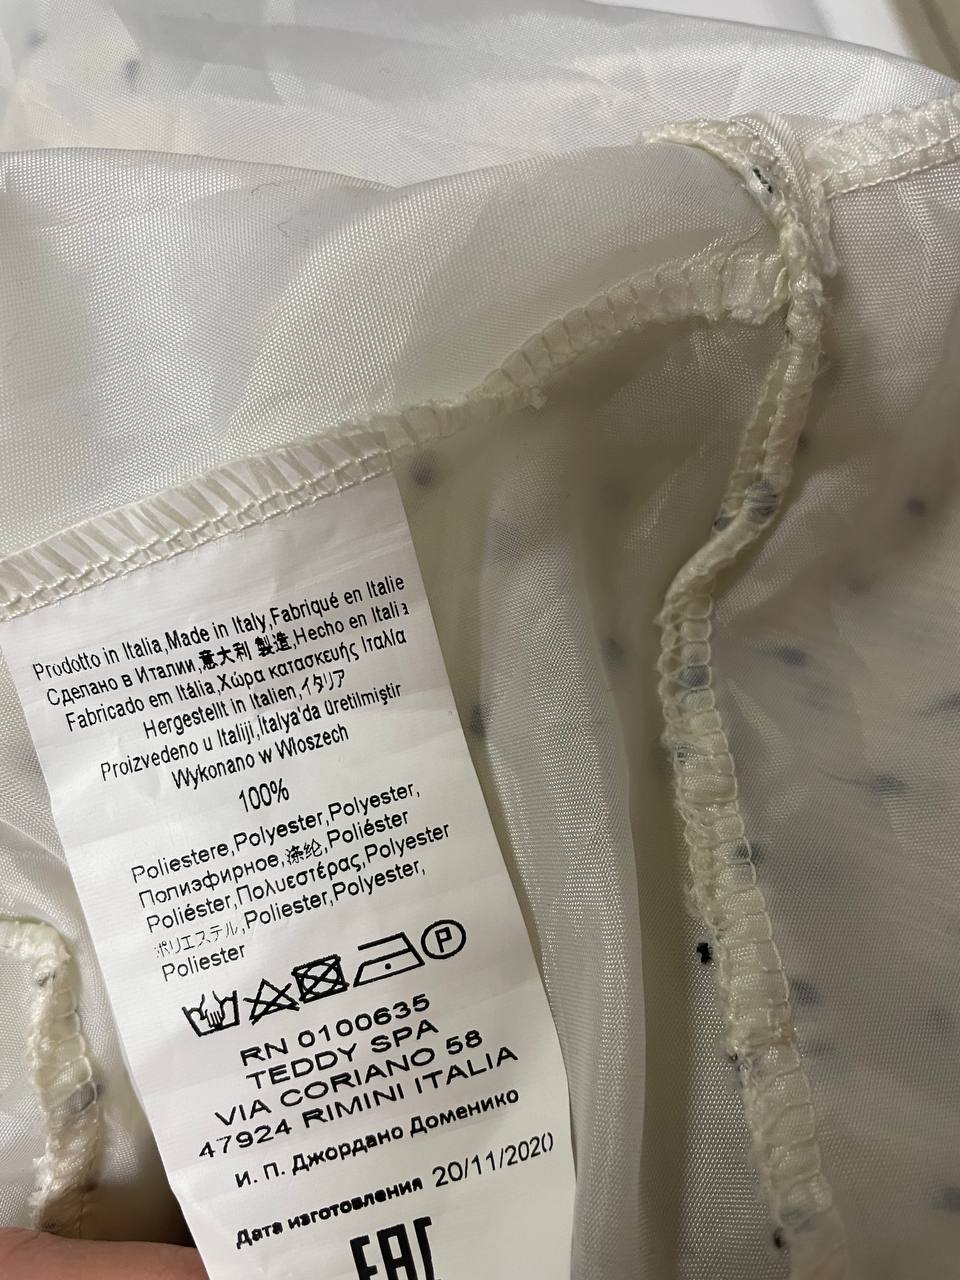 Prodotto in Italia,Made in Italy,Fabriqué en Italie
Сделано в Италии,意大利 製造,Hecho en Italia
Fabricado em Itália,Χώρα κατασκευής Ιταλία
Hergestellt in Italien,イタリア
Proizvedeno u Italiji,İtalya'da üretilmiştir
Wykonano w Wloszech
100%
Poliestere,Polyester,Polyester,
Полиэфирное,涤纶,Poliéster
Poliéster,Πολυεστέρας,Polyester
ポリエステル,Poliester,Polyester,
Poliester
P
RN 0100635
TEDDY SPA
VIA CORIANO 58
47924 RIMINI ITALIA
и. П. Джордано Доменико
Дата изготовления 20/11/2020
EAC